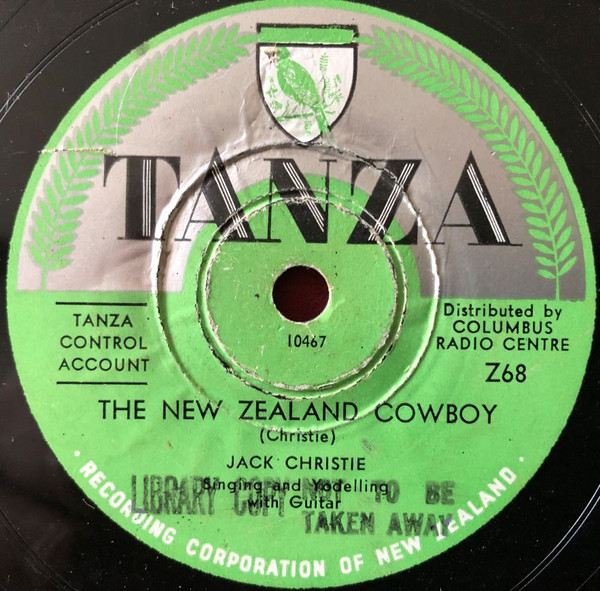 TANZA
TANZA
CONTROL
ACCOUNT
10467
Distributed by
COLUMBUS
RADIO CENTRE
Z68
THE NEW ZEALAND COWBOY
(Christie)
JACK CHRISTIE
Singing and Yodelling
with Guitar
LIBRARY COPY NOT TO BE
TAKEN AWAY
· RECORDING CORPORATION OF NEW ZEALAND ·